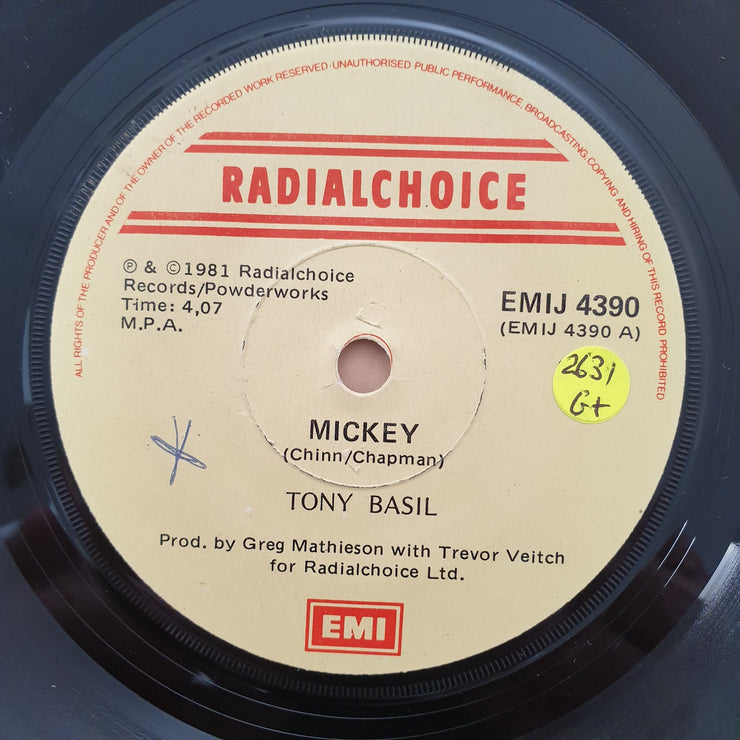 ALL RIGHTS OF THE PRODUCER AND OF THE OWNER OF THE RECORDED WORK RESERVED · UNAUTHORISED PUBLIC PERFORMANCE, BROADCASTING, COPYING AND HIRING OF THIS RECORD PROHIBITED
RADIALCHOICE
℗ & ©1981 Radialchoice
Records/Powderworks
Time: 4,07
M.P.A.
EMIJ 4390
(EMIJ 4390 A)
2631
G+
MICKEY
(Chinn/Chapman)
TONY BASIL
Prod. by Greg Mathieson with Trevor Veitch
for Radialchoice Ltd.
EMI